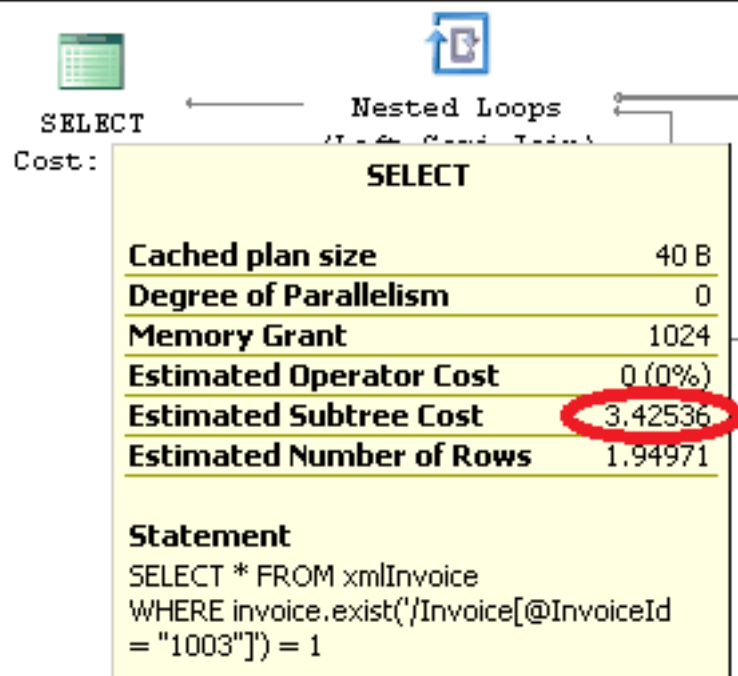 SELECT
Cost:
Nested Loops
SELECT
Cached plan size 40 B
Degree of Parallelism 0
Memory Grant 1024
Estimated Operator Cost 0 (0%)
Estimated Subtree Cost 3.42536
Estimated Number of Rows 1.94971
Statement
SELECT * FROM xmlInvoice
WHERE invoice.exist('/Invoice[@InvoiceId
= "1003"]') = 1